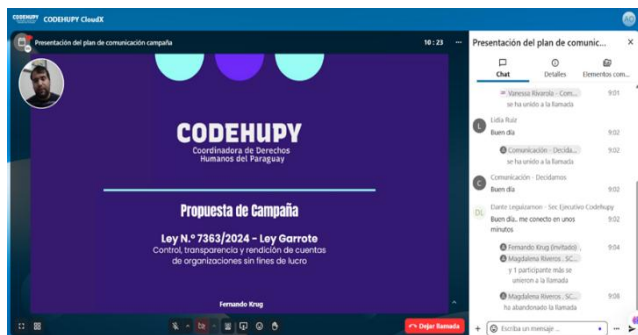 CODEHUPY CODEHUPY CloudX
AC
Presentación del plan de comunicación campaña
10 : 23
CODEHUPY
Coordinadora de Derechos
Humanos del Paraguay
Propuesta de Campaña
Ley N.º 7363/2024 – Ley Garrote
Control, transparencia y rendición de cuentas
de organizaciones sin fines de lucro
Fernando Krug
Dejar llamada
Presentación del plan de comunic...
Chat
Detalles
Elementos com...
Vanessa Rivarola - Com...
9:01
se ha unido a la llamada
L
Lidia Ruiz
Buen día
9:02
Comunicación - Decida...
9:02
se ha unido a la llamada
C
Comunicación - Decidamos
Buen día
9:02
DL
Dante Leguizamon - Sec Ejecutivo Codehupy
Buen día.. me conecto en unos
9:02
minutos
Fernando Krug (invitado) ,
9:04
Magdalena Riveros . SC...
y 1 participante más se
unieron a la llamada
Magdalena Riveros . SC...
9:06
ha abandonado la llamada
Escriba un mensaje ...